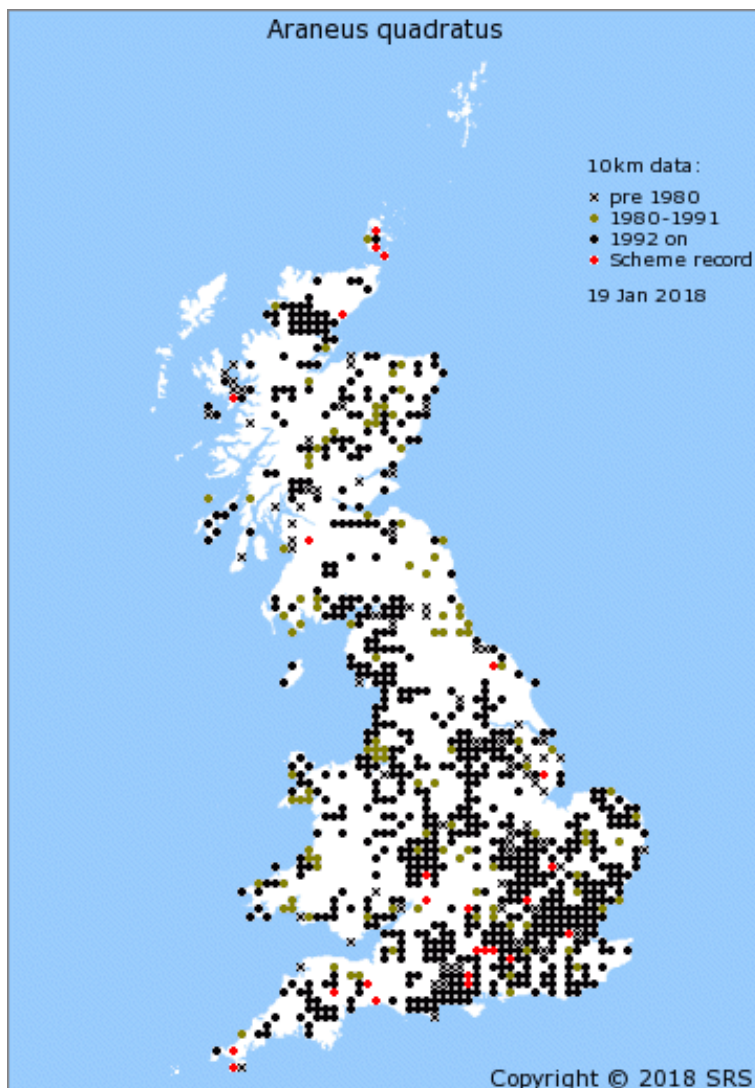 Araneus quadratus
10km data:
× pre 1980
● 1980-1991
● 1992 on
● Scheme record
19 Jan 2018
Copyright © 2018 SRS